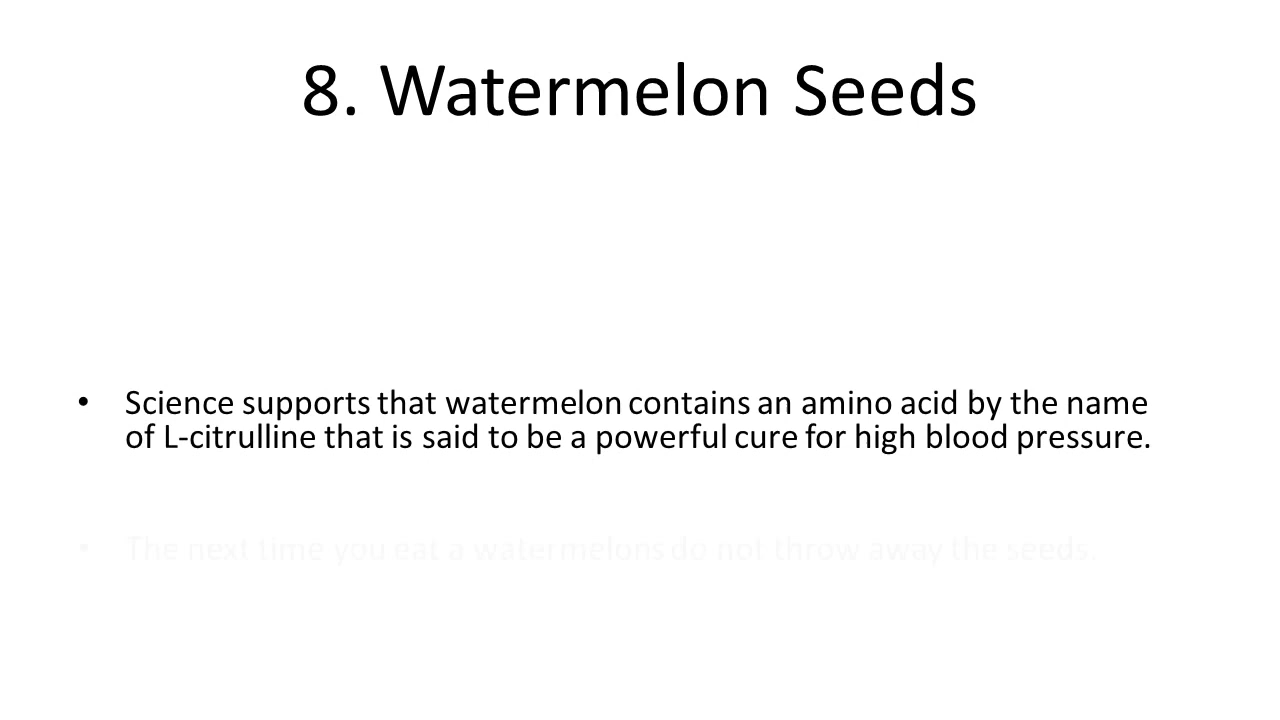 8. Watermelon Seeds
• Science supports that watermelon contains an amino acid by the name
of L-citrulline that is said to be a powerful cure for high blood pressure.
• The next time you eat a watermelons do not throw away the seeds.